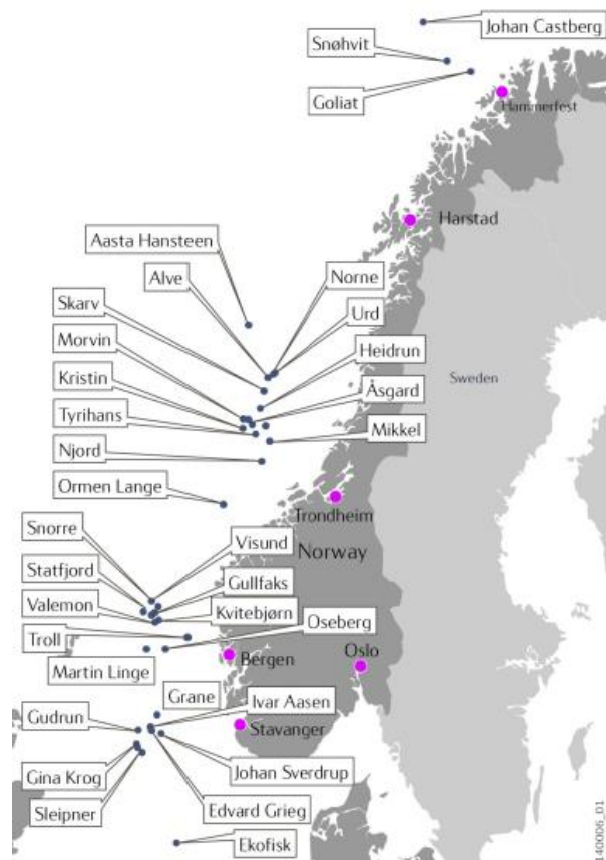 Johan Castberg
Snøhvit
Goliat
Hammerfest
Harstad
Aasta Hansteen
Alve
Norne
Skarv
Urd
Morvin
Heidrun
Kristin
Åsgard
Sweden
Tyrihans
Mikkel
Njord
Ormen Lange
Trondheim
Snorre
Visund
Norway
Statfjord
Gullfaks
Valemon
Kvitebjørn
Troll
Oseberg
Oslo
Martin Linge
Bergen
Grane
Ivar Aasen
Gudrun
Stavanger
Gina Krog
Johan Sverdrup
Sleipner
Edvard Grieg
Ekofisk
140006_01